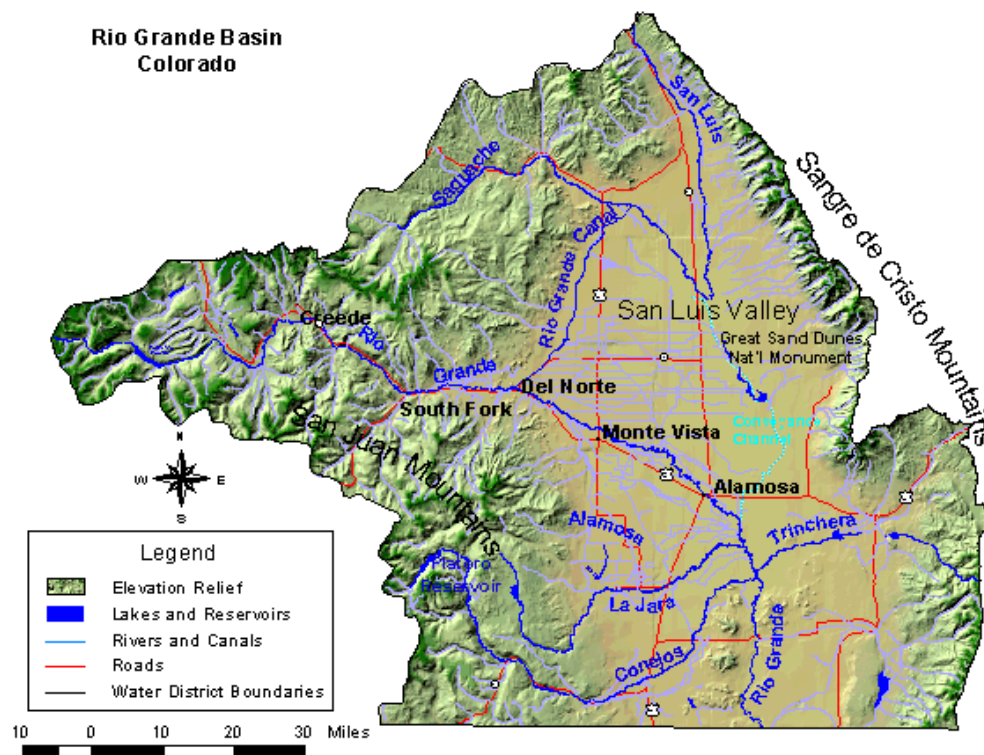 Rio Grande Basin
Colorado
San Luis
Saguache
Sangre de Cristo Mountains
Rio Grande Canal
San Luis Valley
Great Sand Dunes
Nat'l Monument
Creede
Rio
Grande
Del Norte
South Fork
San Juan Mountains
Monte Vista
Conveyance
Channel
Alamosa
Alamosa
Trinchera
Platoro
Reservoir
La Jara
Conejos
Rio Grande
N
W
E
S
Legend
Elevation Relief
Lakes and Reservoirs
Rivers and Canals
Roads
Water District Boundaries
10 0 10 20 30 Miles